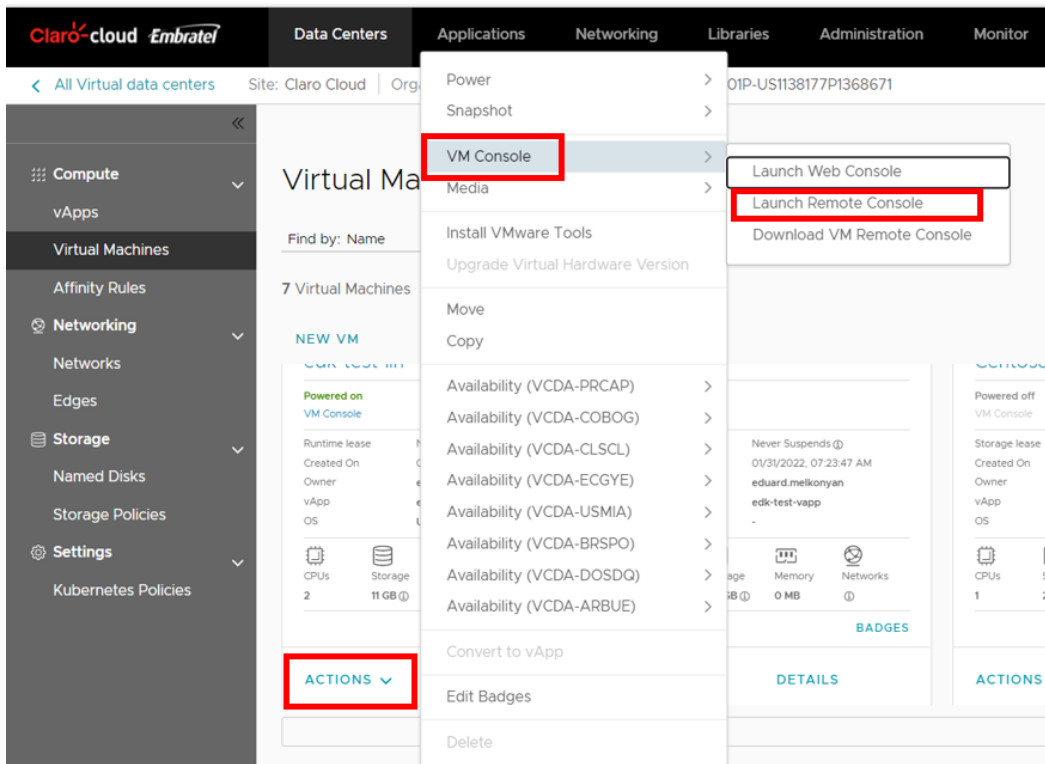 Claro-cloud Embratel
Data Centers Applications Networking Libraries Administration Monitor
All Virtual data centers Site: Claro Cloud 01P-US1138177P1368671
Compute
vApps
Virtual Machines
Affinity Rules
Networking
Networks
Edges
Storage
Named Disks
Storage Policies
Settings
Kubernetes Policies
Virtual
Find by: Name
7 Virtual Machines
NEW VM
Powered on
VM Console
Runtime lease
Created On
Owner
vApp
OS
CPUs Storage
2 11 GB
ACTIONS
Power
Snapshot
VM Console
Media
Install VMware Tools
Upgrade Virtual Hardware Version
Move
Copy
Availability (VCDA-PRCAP)
Availability (VCDA-COBOG)
Availability (VCDA-CLSCL)
Availability (VCDA-ECGYE)
Availability (VCDA-USMIA)
Availability (VCDA-BRSPO)
Availability (VCDA-DOSDQ)
Availability (VCDA-ARBUE)
Convert to vApp
Edit Badges
Delete
Launch Web Console
Launch Remote Console
Download VM Remote Console
Never Suspends
01/31/2022, 07:23:47 AM
eduard.melkonyan
edk-test-vapp
-
Memory Networks
0 MB
BADGES
DETAILS
Powered off
VM Console
Storage lease
Created On
Owner
vApp
OS
CPUs
1
ACTIONS